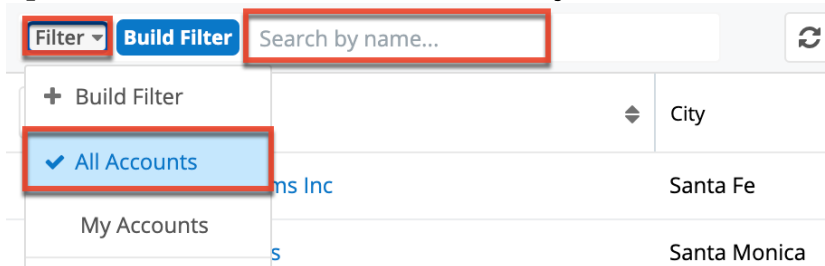 Filter Build Filter Search by name...
+ Build Filter
City
All Accounts
ms Inc
Santa Fe
My Accounts
s
Santa Monica